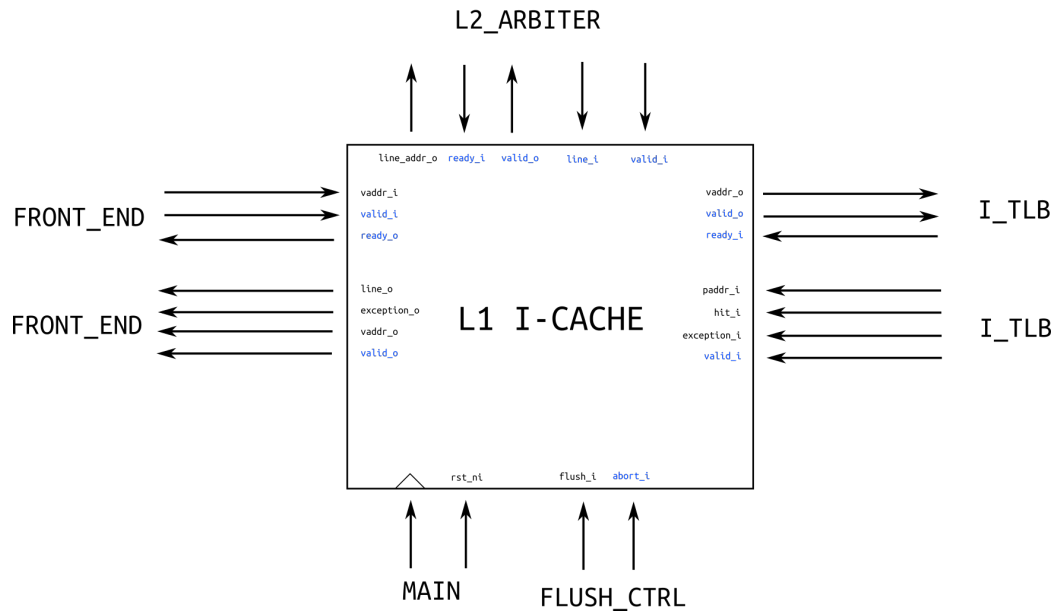 L2_ARBITER
line_addr_o ready_i valid_o line_i valid_i
FRONT_END
vaddr_i
valid_i
ready_o
vaddr_o
valid_o
ready_i
I_TLB
FRONT_END
line_o
exception_o
vaddr_o
valid_o
L1 I-CACHE
paddr_i
hit_i
exception_i
valid_i
I_TLB
rst_ni flush_i abort_i
MAIN
FLUSH_CTRL